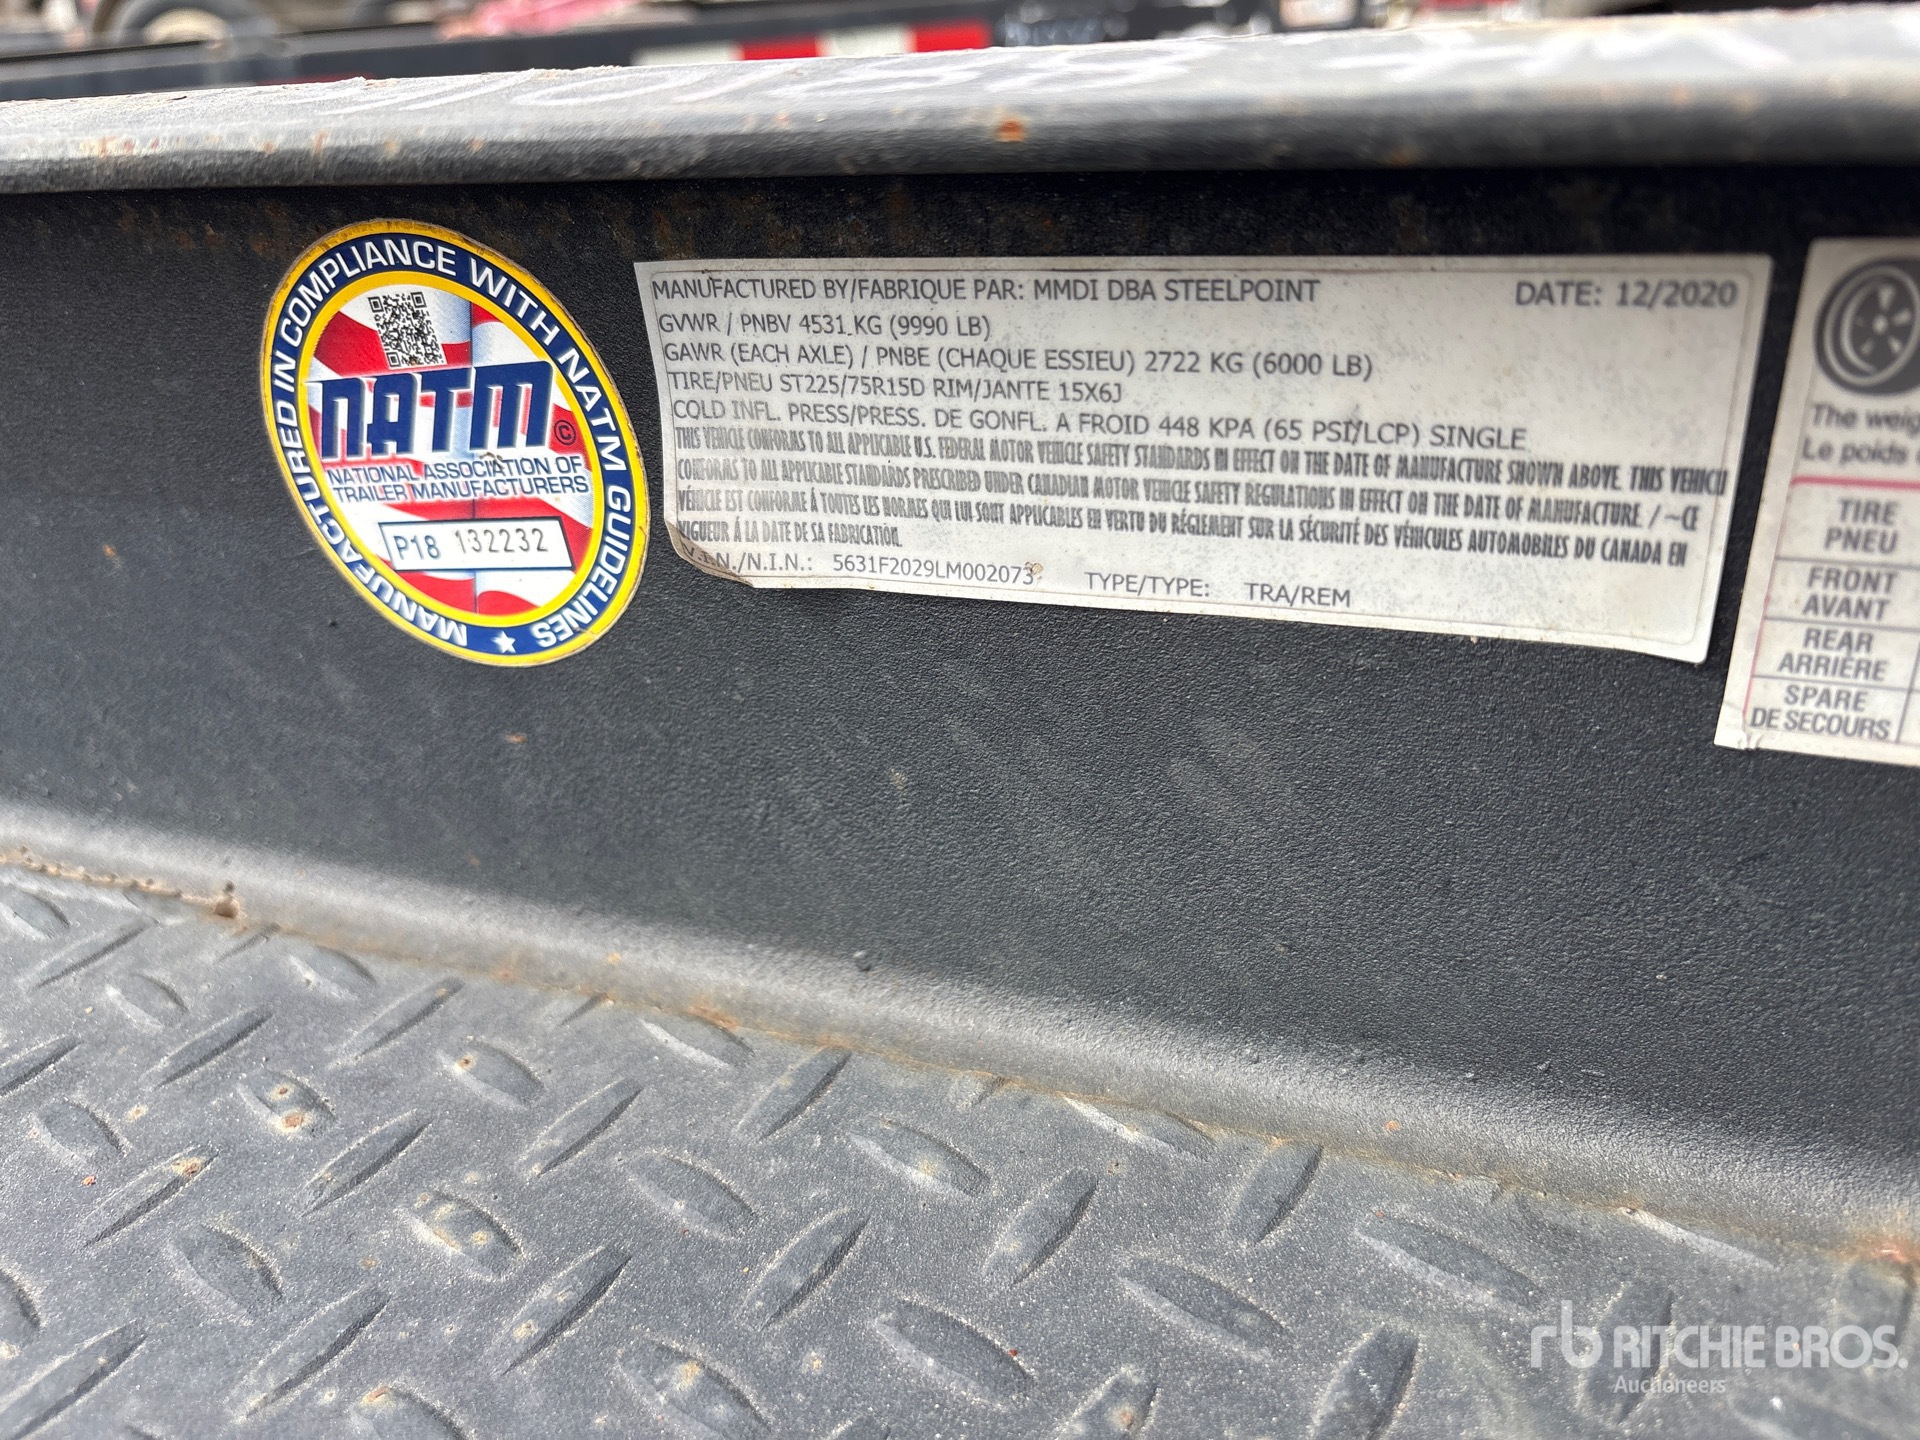 MANUFACTURED IN COMPLIANCE WITH NATM GUIDELINES
NATM©
NATIONAL ASSOCIATION OF
TRAILER MANUFACTURERS
P18 132232
MANUFACTURED BY/FABRIQUE PAR: MMDI DBA STEELPOINT DATE: 12/2020
GVWR / PNBV 4531 KG (9990 LB)
GAWR (EACH AXLE) / PNBE (CHAQUE ESSIEU) 2722 KG (6000 LB)
TIRE/PNEU ST225/75R15D RIM/JANTE 15X6J
COLD INFL. PRESS/PRESS. DE GONFL. A FROID 448 KPA (65 PSI/LCP) SINGLE
THIS VEHICLE CONFORMS TO ALL APPLICABLE U.S. FEDERAL MOTOR VEHICLE SAFETY STANDARDS IN EFFECT ON THE DATE OF MANUFACTURE SHOWN ABOVE. THIS VEHICLE
CONFORMS TO ALL APPLICABLE STANDARDS PRESCRIBED UNDER CANADIAN MOTOR VEHICLE SAFETY REGULATIONS IN EFFECT ON THE DATE OF MANUFACTURE / ~CE
VÉHICLE EST CONFORME À TOUTES LES NORMES QUI LUI SONT APPLICABLES EN VERTU DU RÉGLEMENT SUR LA SÉCURITÉ DES VÉHICULES AUTOMOBILES DU CANADA EN
VIGUEUR Á LA DATE DE SA FABRICATION.
V.I.N./N.I.N.: 5631F2029LM002073 TYPE/TYPE: TRA/REM
The weig
Le poids
TIRE
PNEU
FRONT
AVANT
REAR
ARRIÈRE
SPARE
DE SECOURS
rb RITCHIE BROS.
Auctioneers